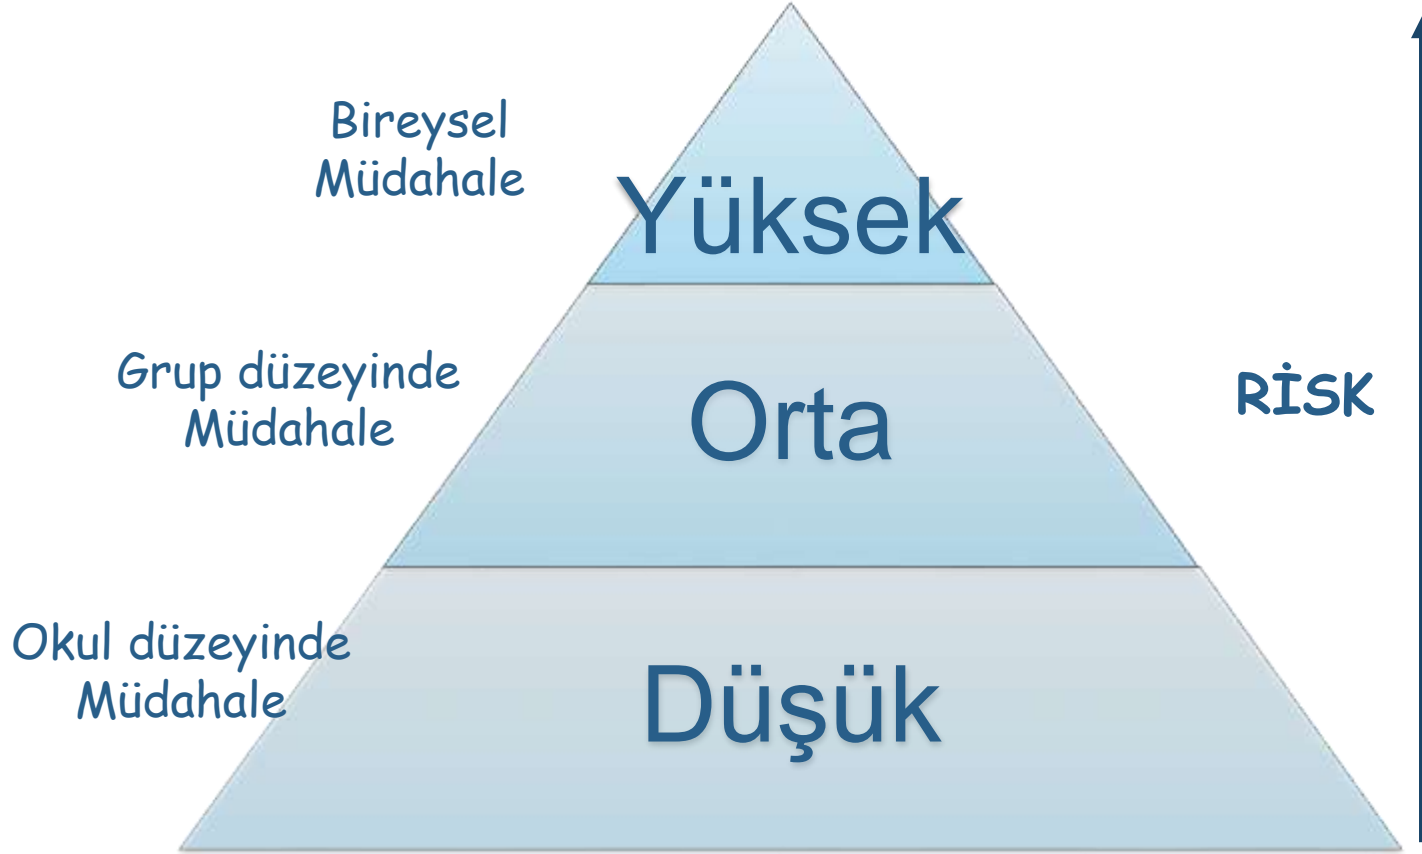 Bireysel
Müdahale
Yüksek
Grup düzeyinde
Müdahale
Orta
RİSK
Okul düzeyinde
Müdahale
Düşük